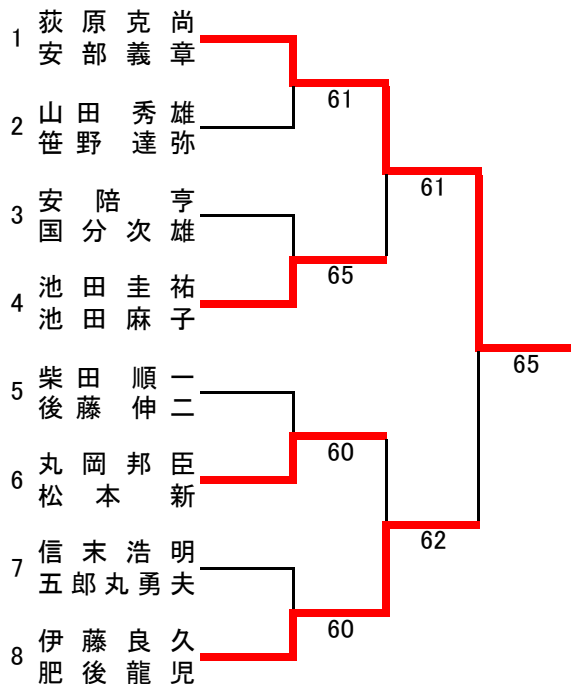 1 荻原克尚
安部義章
61
2 山田秀雄
笹野達弥
61
3 安陪亨
国分次雄
65
4 池田圭祐
池田麻子
65
5 柴田順一
後藤伸二
60
6 丸岡邦臣
松本新
62
7 信末浩明
五郎丸勇夫
60
8 伊藤良久
肥後龍児